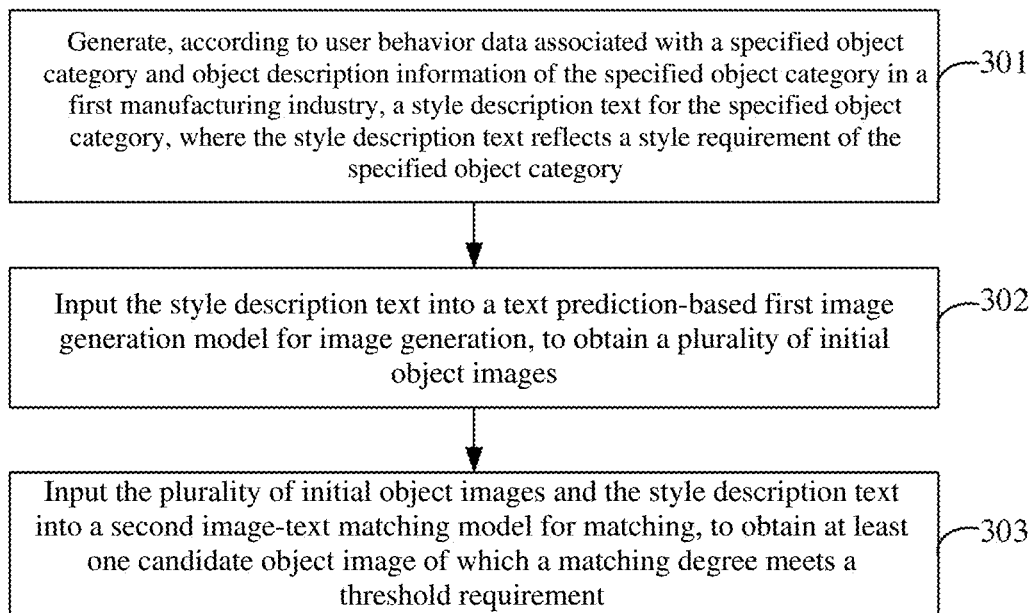 Generate, according to user behavior data associated with a specified object
category and object description information of the specified object category in a
first manufacturing industry, a style description text for the specified object
category, where the style description text reflects a style requirement of the
specified object category
301
Input the style description text into a text prediction-based first image
generation model for image generation, to obtain a plurality of initial
object images
302
Input the plurality of initial object images and the style description text
into a second image-text matching model for matching, to obtain at least
one candidate object image of which a matching degree meets a
threshold requirement
303